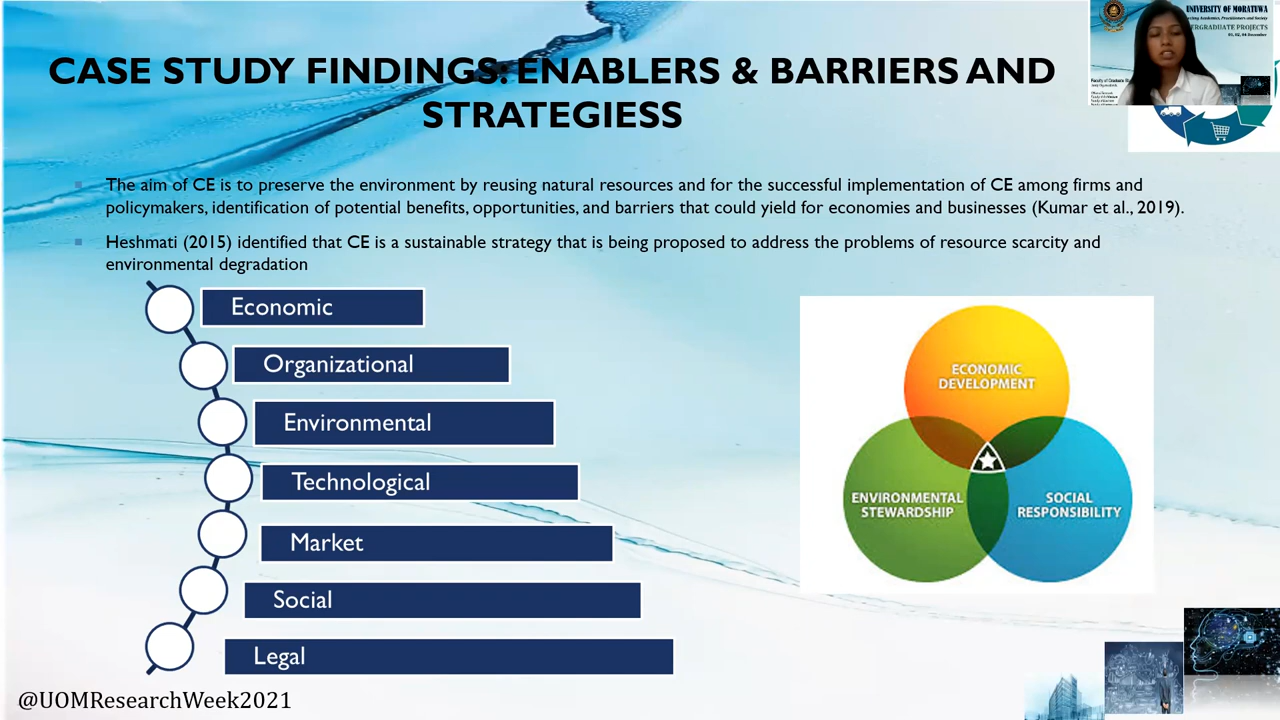 CASE STUDY FINDINGS: ENABLERS & BARRIERS AND
STRATEGIESS
UNIVERSITY OF MORATUWA
The aim of CE is to preserve the environment by reusing natural resources and for the successful implementation of CE among firms and
policymakers, identification of potential benefits, opportunities, and barriers that could yield for economies and businesses (Kumar et al., 2019).
Heshmati (2015) identified that CE is a sustainable strategy that is being proposed to address the problems of resource scarcity and
environmental degradation
Economic
Organizational
Environmental
Technological
Market
Social
Legal
ECONOMIC
DEVELOPMENT
ENVIRONMENTAL
STEWARDSHIP
SOCIAL
RESPONSIBILITY
@UOMResearchWeek2021